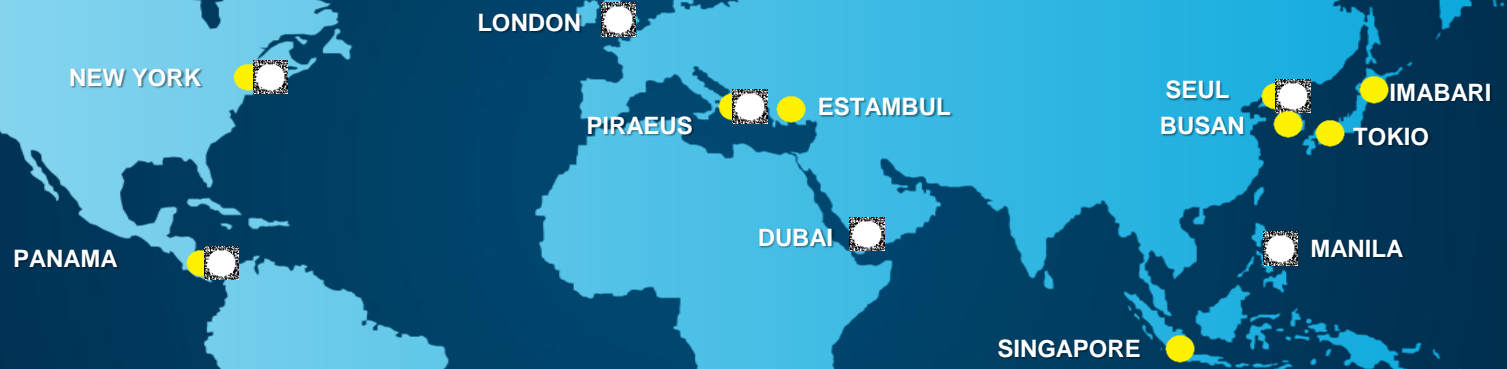 LONDON
NEW YORK
SEUL
IMABARI
PIRAEUS
ESTAMBUL
BUSAN
TOKIO
DUBAI
MANILA
PANAMA
SINGAPORE